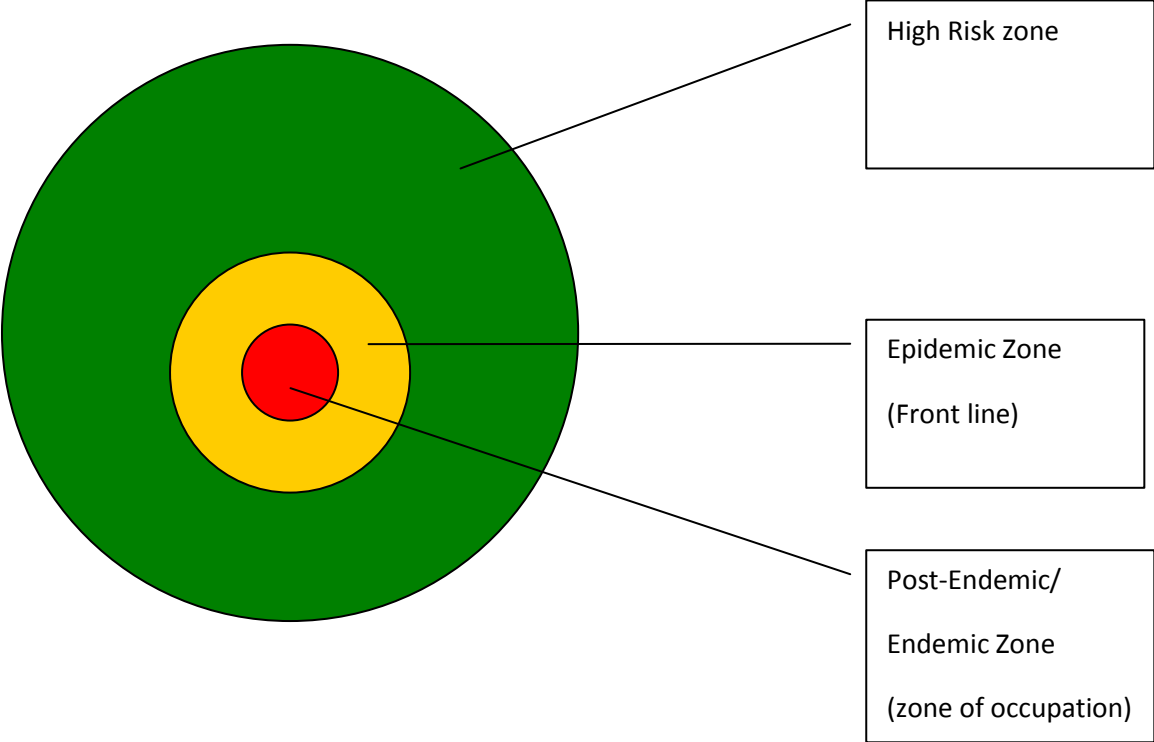 High Risk zone
Epidemic Zone
(Front line)
Post-Endemic/
Endemic Zone
(zone of occupation)